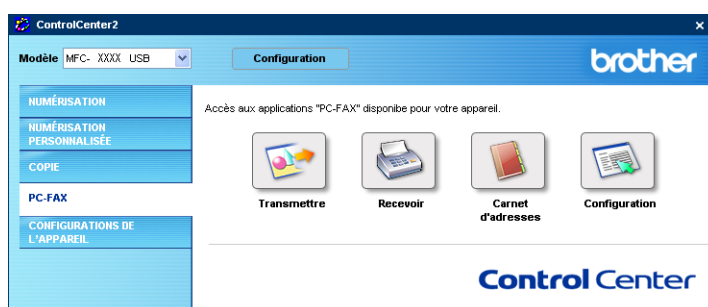 ControlCenter2
Modèle MFC- XXXX USB
Configuration
brother
NUMÉRISATION
NUMÉRISATION
PERSONNALISÉE
COPIE
PC-FAX
CONFIGURATIONS DE
L'APPAREIL
Accès aux applications "PC-FAX" disponibe pour votre appareil.
Transmettre
Recevoir
Carnet
d'adresses
Configuration
Control Center